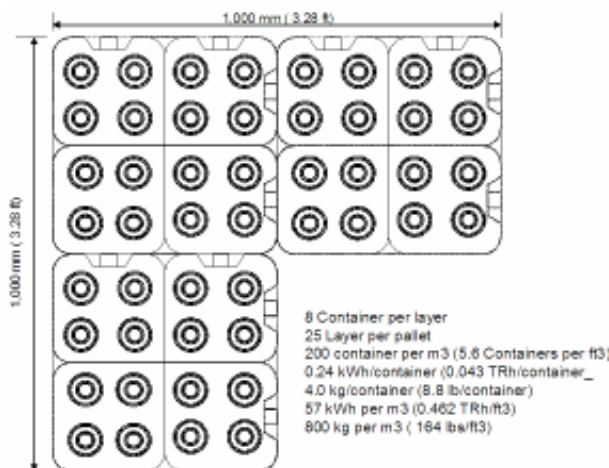 1,000 mm ( 3.28 ft)
1,000 mm ( 3.28 ft)
8 Container per layer
25 Layer per pallet
200 container per m3 (5.6 Containers per ft3)
0.24 kWh/container (0.043 TRh/container_
4.0 kg/container (8.8 lb/container)
57 kWh per m3 (0.462 TRh/ft3)
800 kg per m3 ( 164 lbs/ft3)